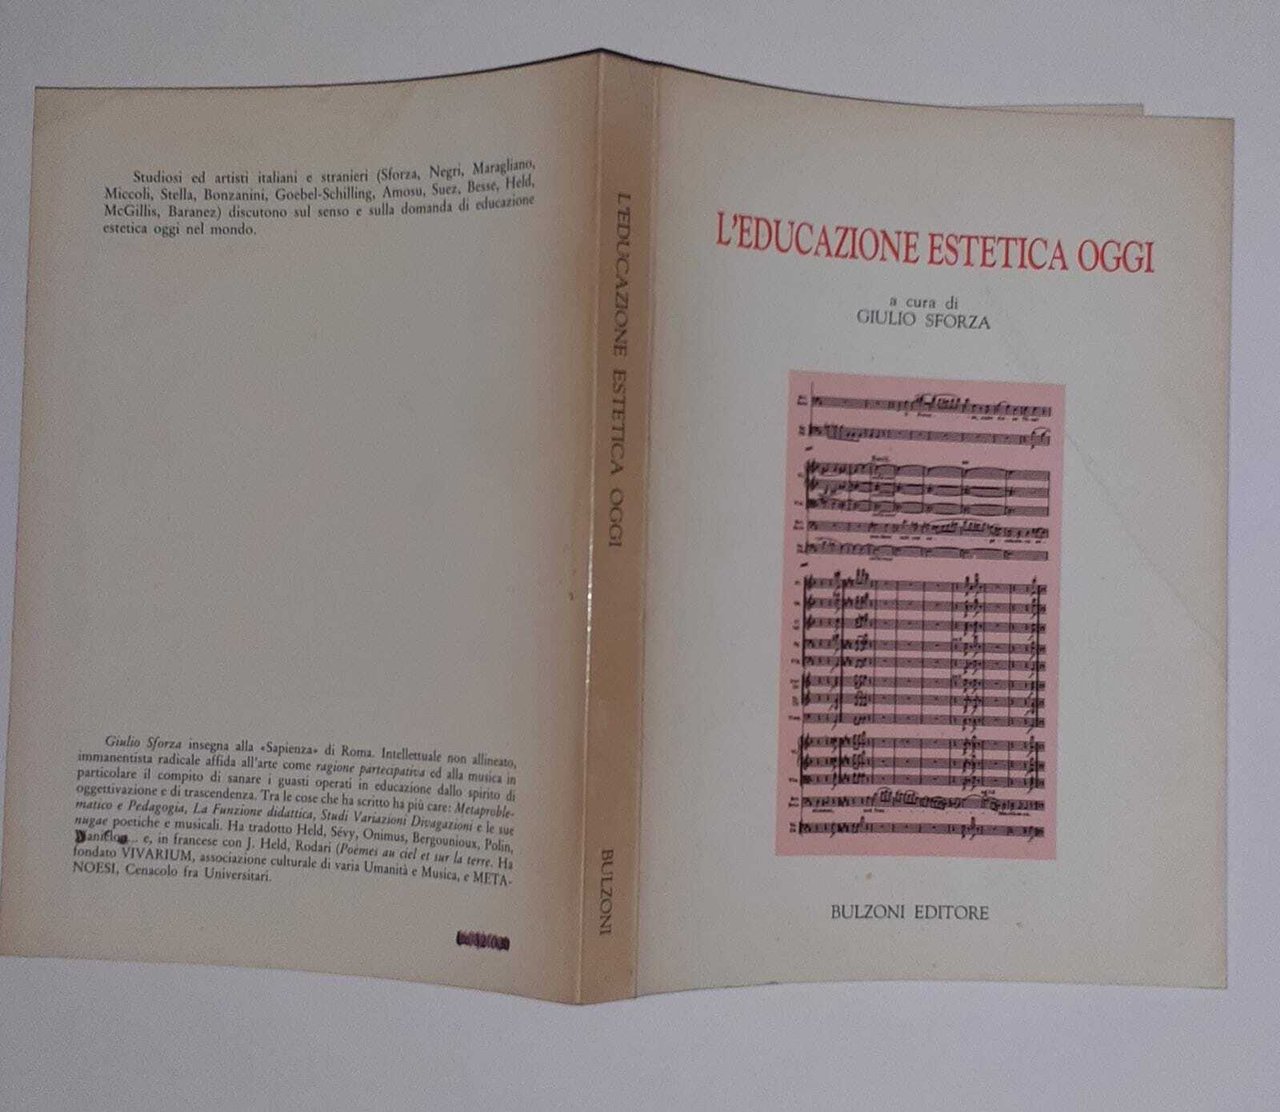 Studiosi ed artisti italiani e stranieri (Sforza, Negri, Maragliano,
Miccoli, Stella, Bonzanini, Goebel-Schilling, Amosu, Suez, Besse, Held,
McGillis, Baranez) discutono sul senso e sulla domanda di educazione
estetica oggi nel mondo.
Giulio Sforza insegna alla «Sapienza» di Roma. Intellettuale non allineato,
immanentista radicale affida all'arte come ragione partecipativa ed alla musica in
particolare il compito di sanare i guasti operati in educazione dallo spirito di
oggettivazione e di trascendenza. Tra le cose che ha scritto ha più care: Metaproble-
matico e Pedagogia, La Funzione didattica, Studi Variazioni Divagazioni e le sue
nugae poetiche e musicali. Ha tradotto Held, Sévy, Onimus, Bergounioux, Polin,
... e, in francese con J. Held, Rodari (Poèmes au ciel et sur la terre. Ha
fondato VIVARIUM, associazione culturale di varia Umanità e Musica, e META-
NOESI, Cenacolo fra Universitari.
L'EDUCAZIONE ESTETICA OGGI
BULZONI
L'EDUCAZIONE ESTETICA OGGI
a cura di
GIULIO SFORZA
BULZONI EDITORE